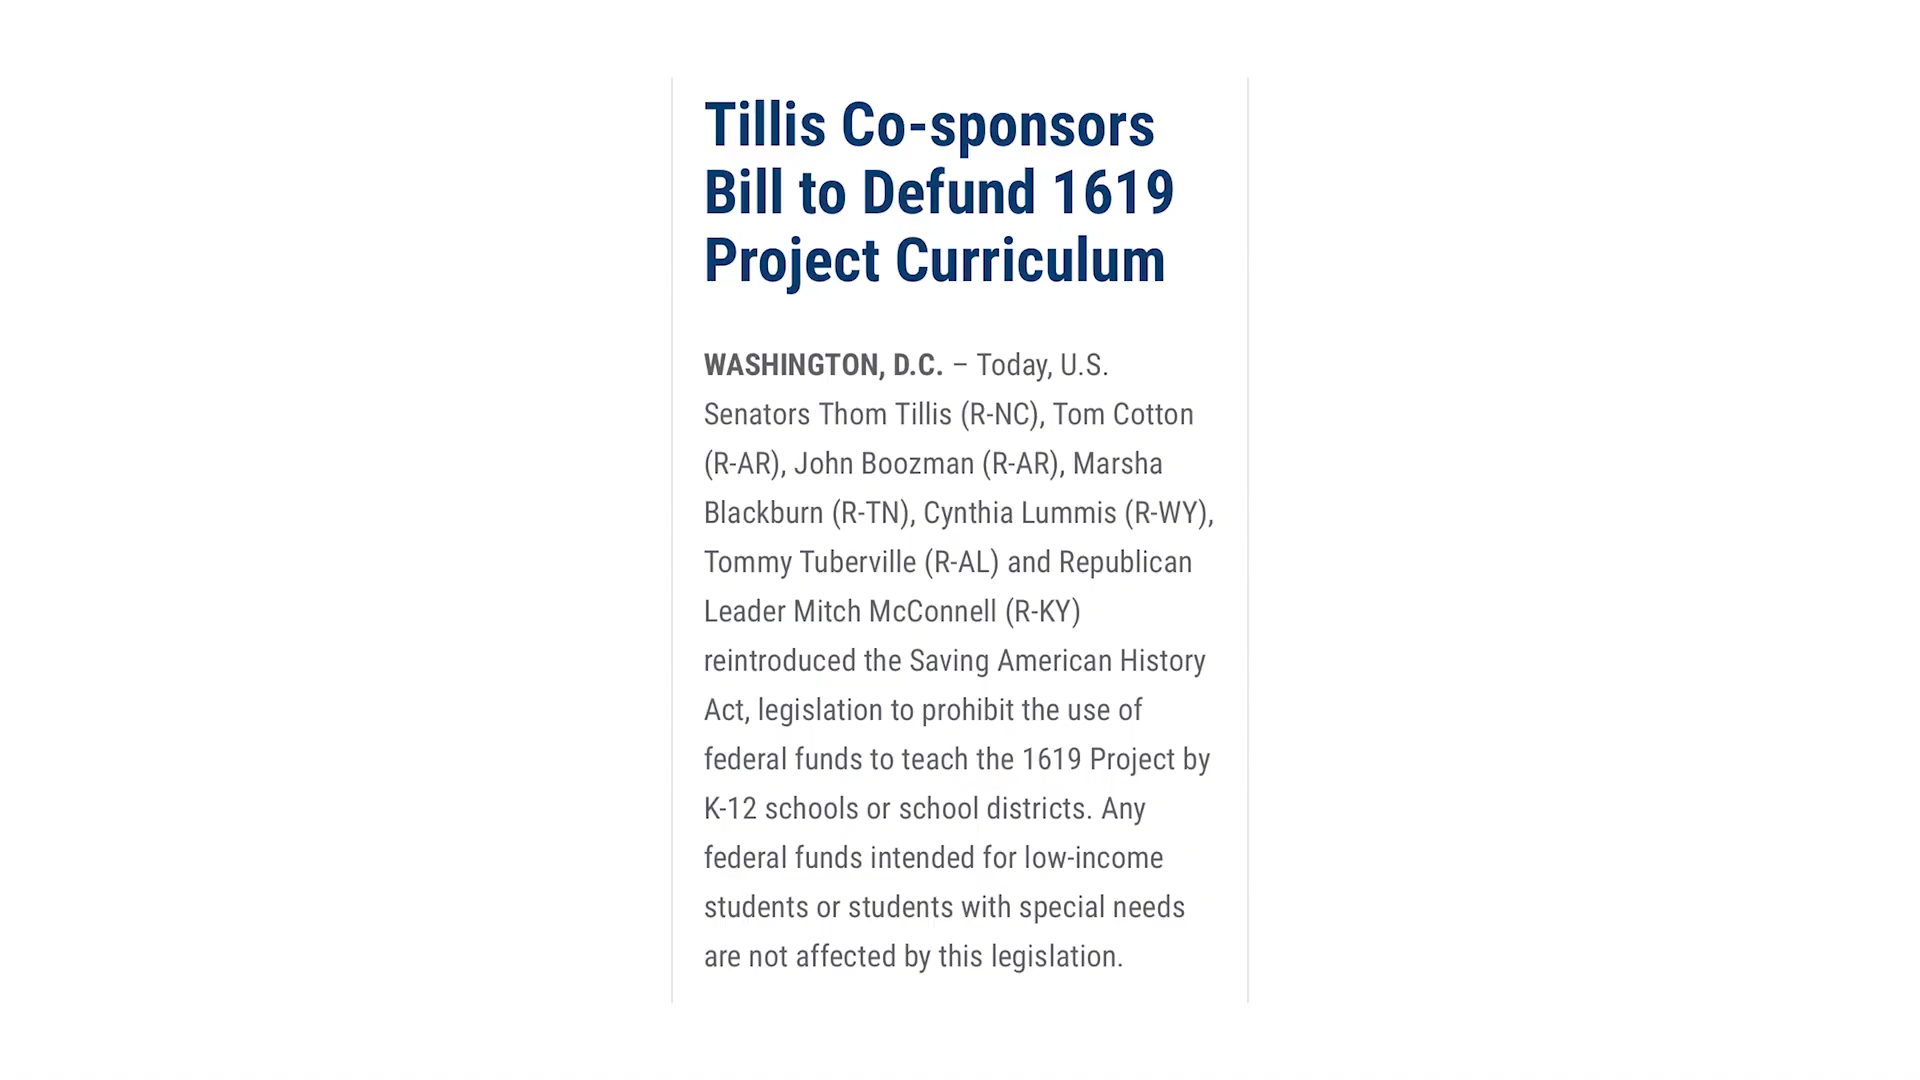 Tillis Co-sponsors
Bill to Defund 1619
Project Curriculum
WASHINGTON, D.C. – Today, U.S.
Senators Thom Tillis (R-NC), Tom Cotton
(R-AR), John Boozman (R-AR), Marsha
Blackburn (R-TN), Cynthia Lummis (R-WY),
Tommy Tuberville (R-AL) and Republican
Leader Mitch McConnell (R-KY)
reintroduced the Saving American History
Act, legislation to prohibit the use of
federal funds to teach the 1619 Project by
K-12 schools or school districts. Any
federal funds intended for low-income
students or students with special needs
are not affected by this legislation.